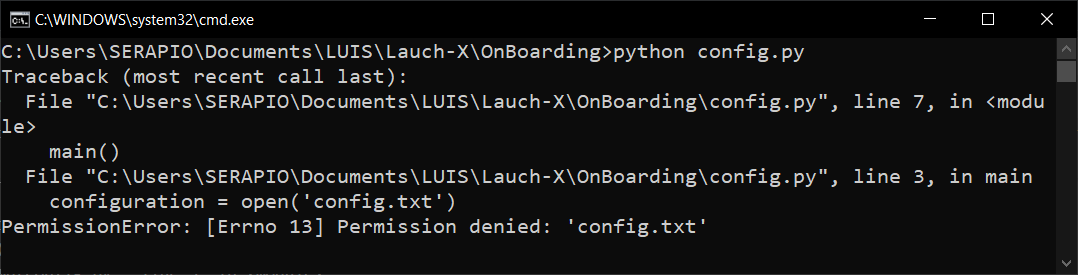 C:\WINDOWS\system32\cmd.exe
C:\Users\SERAPIO\Documents\LUIS\Lauch-X\OnBoarding>python config.py
Traceback (most recent call last):
  File "C:\Users\SERAPIO\Documents\LUIS\Lauch-X\OnBoarding\config.py", line 7, in <modu
le>
    main()
  File "C:\Users\SERAPIO\Documents\LUIS\Lauch-X\OnBoarding\config.py", line 3, in main
    configuration = open('config.txt')
PermissionError: [Errno 13] Permission denied: 'config.txt'